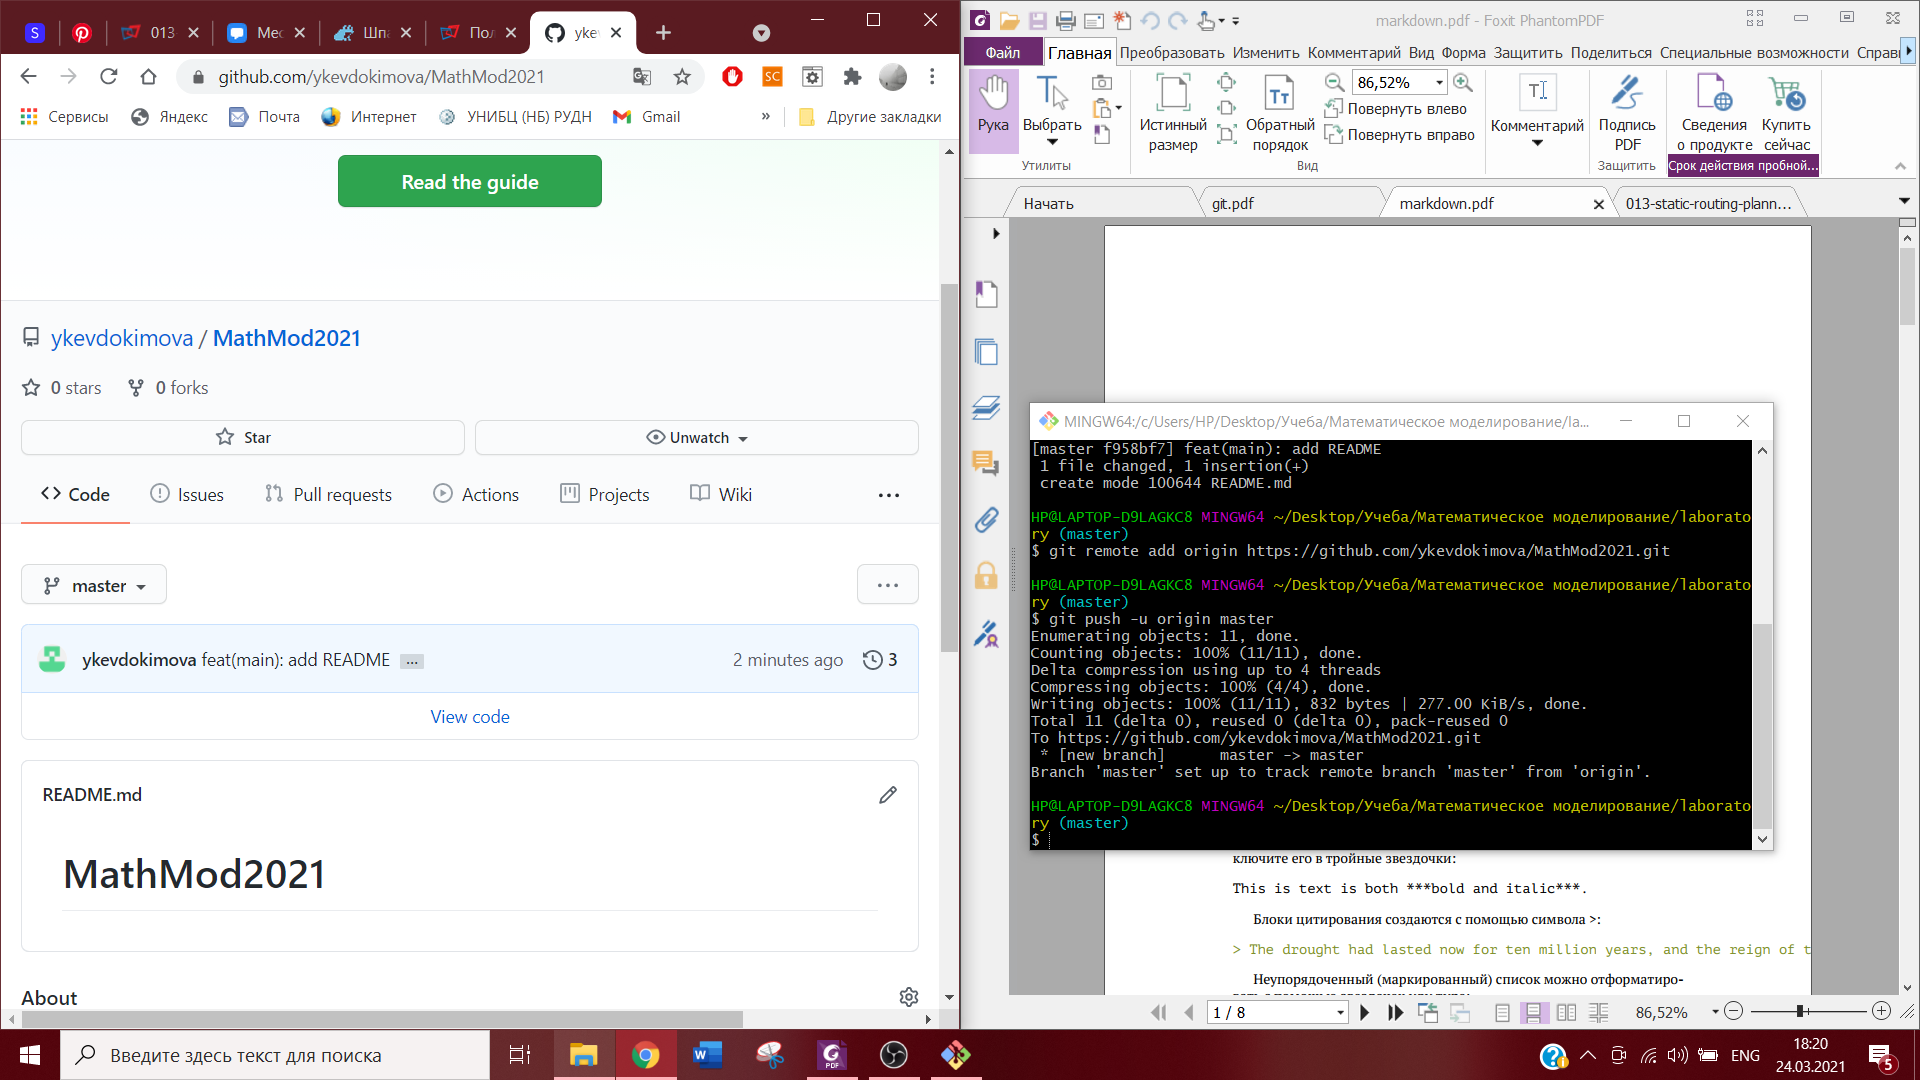 013
Мес
Шп
Пол
yke
github.com/ykevdokimova/MathMod2021
SC
Сервисы
Яндекс
Почта
Интернет
УНИБЦ (НБ) РУДН
Gmail
»
Другие закладки
Read the guide
ykevdokimova / MathMod2021
0 stars
0 forks
Star
Unwatch
Code
Issues
Pull requests
Actions
Projects
Wiki
master
ykevdokimova feat(main): add README ...
2 minutes ago
3
View code
README.md
MathMod2021
About
markdown.pdf - Foxit PhantomPDF
Файл
Главная
Преобразовать
Изменить
Комментарий
Вид
Форма
Защитить
Поделиться
Специальные возможности
Рука
Выбрать
Утилиты
Истинный размер
Обратный порядок
86,52%
Повернуть влево
Повернуть вправо
Вид
Комментарий
Подпись PDF
Защитить
Сведения о продукте
Купить сейчас
Срок действия пробной...
Начать
git.pdf
markdown.pdf
013-static-routing-plann...
MINGW64:/c/Users/HP/Desktop/Учеба/Математическое моделирование/la...
[master f958bf7] feat(main): add README
1 file changed, 1 insertion(+)
create mode 100644 README.md
HP@LAPTOP-D9LAGKC8 MINGW64 ~/Desktop/Учеба/Математическое моделирование/laborato
ry (master)
$ git remote add origin https://github.com/ykevdokimova/MathMod2021.git
HP@LAPTOP-D9LAGKC8 MINGW64 ~/Desktop/Учеба/Математическое моделирование/laborato
ry (master)
$ git push -u origin master
Enumerating objects: 11, done.
Counting objects: 100% (11/11), done.
Delta compression using up to 4 threads
Compressing objects: 100% (4/4), done.
Writing objects: 100% (11/11), 832 bytes | 277.00 KiB/s, done.
Total 11 (delta 0), reused 0 (delta 0), pack-reused 0
To https://github.com/ykevdokimova/MathMod2021.git
* [new branch]      master -> master
Branch 'master' set up to track remote branch 'master' from 'origin'.
HP@LAPTOP-D9LAGKC8 MINGW64 ~/Desktop/Учеба/Математическое моделирование/laborato
ry (master)
$
ключите его в тройные звездочки:
This is text is both ***bold and italic***.
Блоки цитирования создаются с помощью символа >:
> The drought had lasted now for ten million years, and the reign of t
Неупорядоченный (маркированный) список можно отформатиро-
1 / 8
86,52%
Введите здесь текст для поиска
ENG
18:20
24.03.2021
5